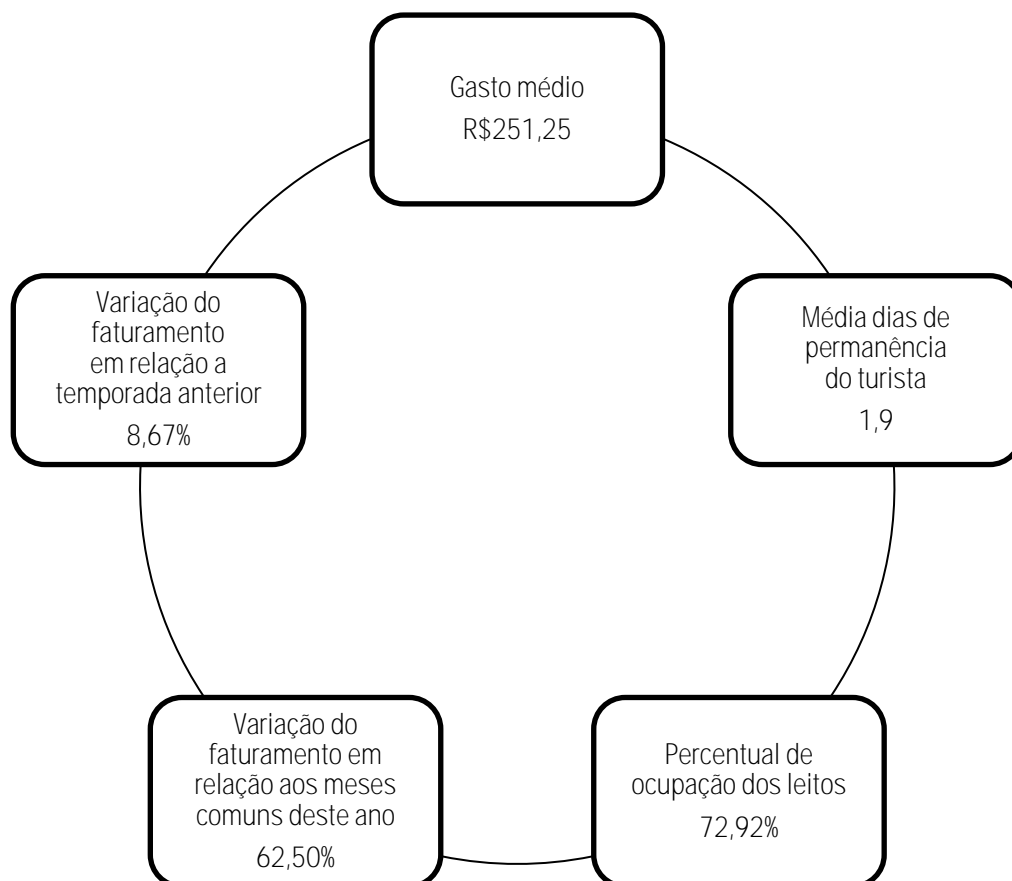 Gasto médio
R$251,25
Média dias de
permanência
do turista
1,9
Percentual de
ocupação dos leitos
72,92%
Variação do
faturamento em
relação aos meses
comuns deste ano
62,50%
Variação do
faturamento
em relação a
temporada anterior
8,67%